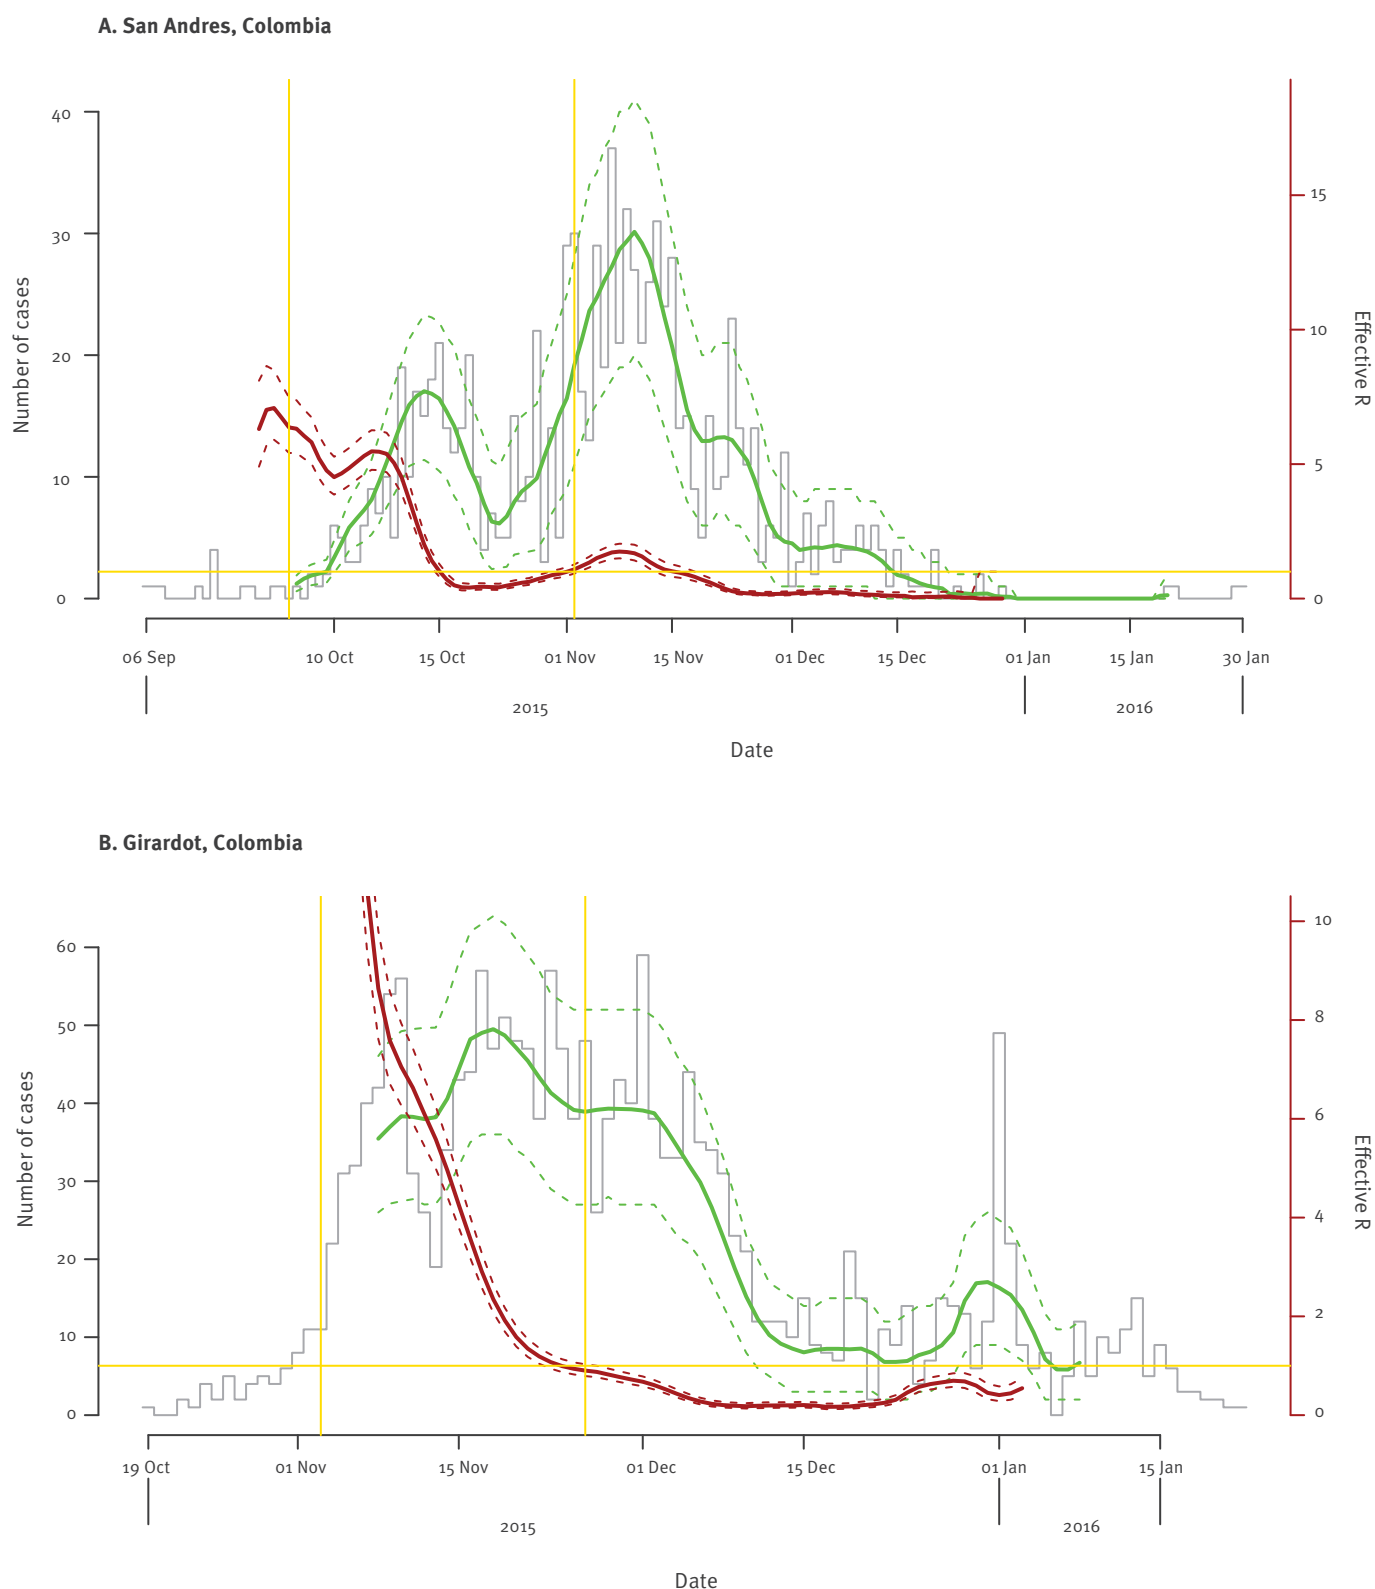 A. San Andres, Colombia
40
30
20
10
0
Number of cases
15
10
5
0
Effective R
06 Sep 10 Oct 15 Oct 01 Nov 15 Nov 01 Dec 15 Dec 01 Jan 15 Jan 30 Jan
2015 2016
Date
B. Girardot, Colombia
60
50
40
30
20
10
0
Number of cases
10
8
6
4
2
0
Effective R
19 Oct 01 Nov 15 Nov 01 Dec 15 Dec 01 Jan 15 Jan
2015 2016
Date